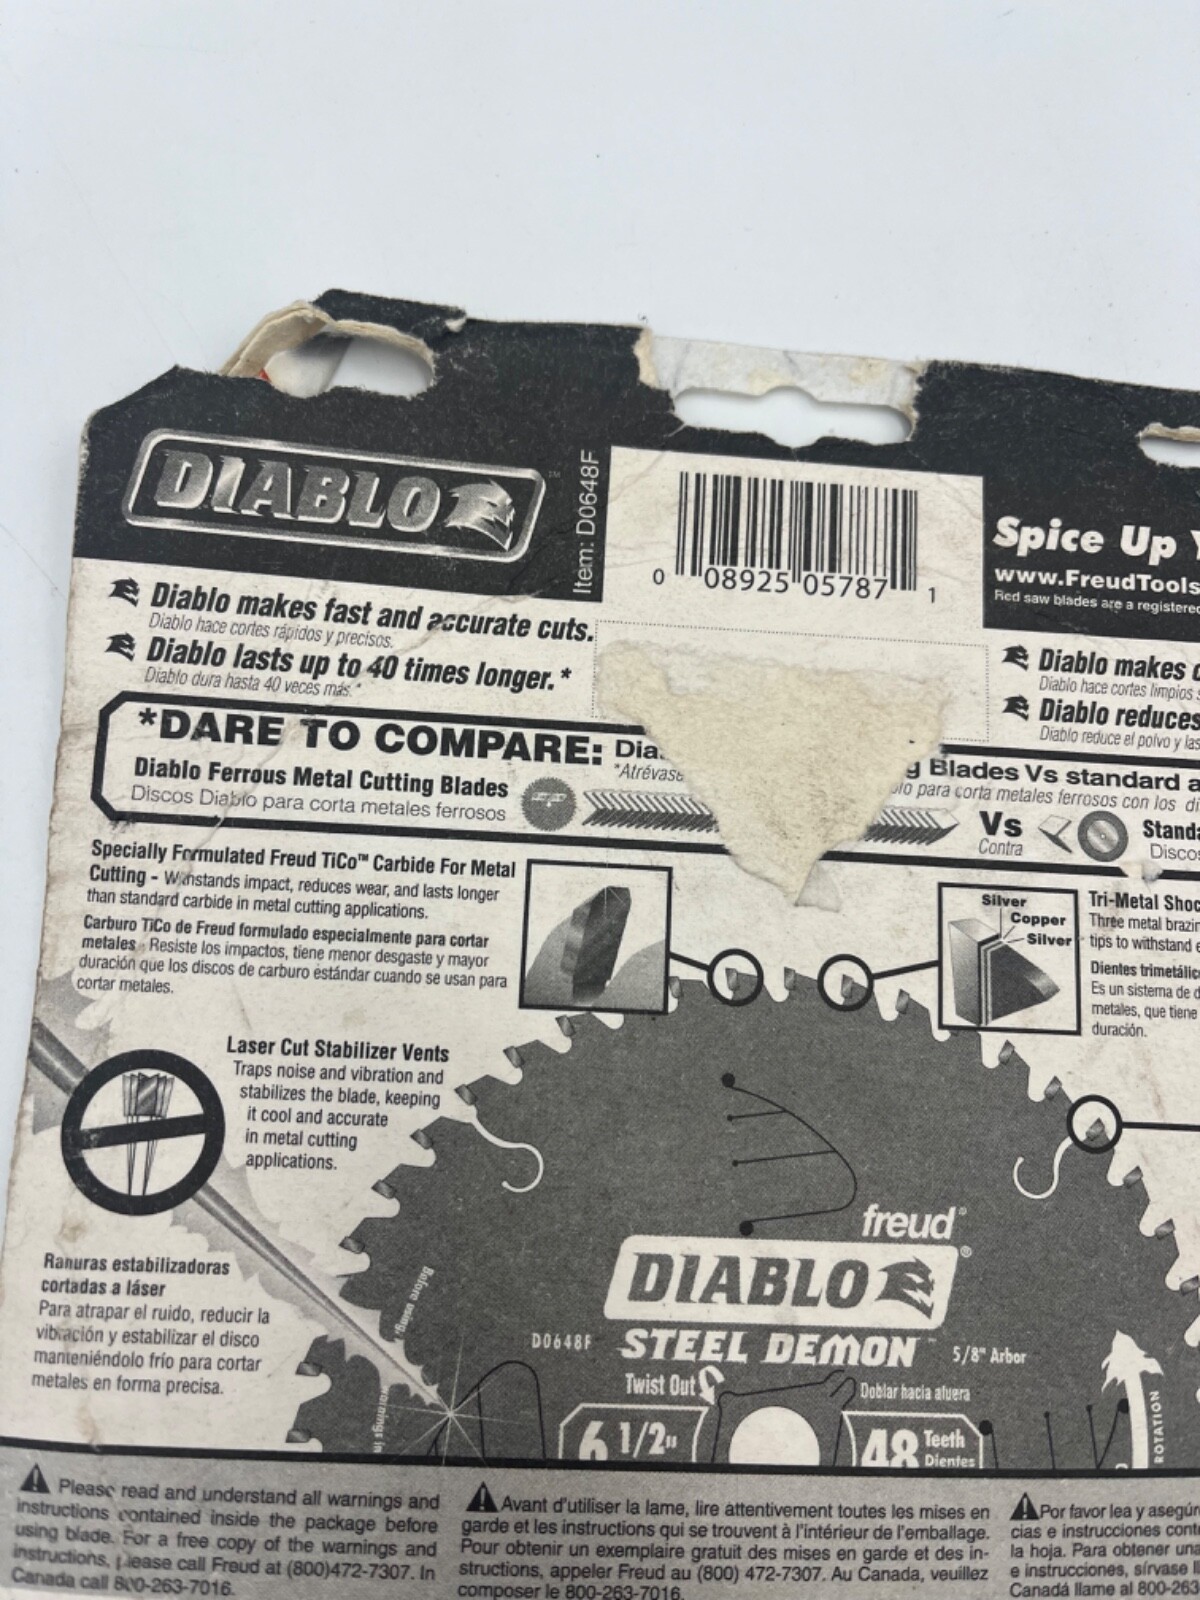 DIABLO ™
Item: D0648F
0 08925 05787 1
Spice Up
www.FreudTools
Red saw blades are a registered
Diablo makes fast and accurate cuts.
Diablo hace cortes rápidos y precisos.
Diablo lasts up to 40 times longer.*
Diablo dura hasta 40 veces más.*
Diablo makes
Diablo hace cortes limpios
Diablo reduces
Diablo reduce el polvo y las
*DARE TO COMPARE:
*Atrévase
Blades Vs standard
para corta metales ferrosos con los
Diablo Ferrous Metal Cutting Blades
Discos Diablo para corta metales ferrosos
Vs
Contra
Discos
Specially Formulated Freud TiCo™ Carbide For Metal
Cutting - Withstands impact, reduces wear, and lasts longer
than standard carbide in metal cutting applications.
Carburo TiCo de Freud formulado especialmente para cortar
metales - Resiste los impactos, tiene menor desgaste y mayor
duración que los discos de carburo estándar cuando se usan para
cortar metales.
Silver
Copper
Silver
Tri-Metal
Three metal
tips to withstand
Dientes
Es un sistema de
metales, que tiene
duración.
Laser Cut Stabilizer Vents
Traps noise and vibration and
stabilizes the blade, keeping
it cool and accurate
in metal cutting
applications.
Ranuras estabilizadoras
cortadas a láser
Para atrapar el ruido, reducir la
vibración y estabilizar el disco
manteniéndolo frío para cortar
metales en forma precisa.
Before using,
warnings in
freud®
DIABLO ®
D0648F STEEL DEMON™ 5/8" Arbor
Twist Out Doblar hacia afuera
6 1/2" 48 Teeth
Dientes
ROTATION
Please read and understand all warnings and
instructions contained inside the package before
using blade. For a free copy of the warnings and
instructions, please call Freud at (800)472-7307. In
Canada call 800-263-7016.
Avant d'utiliser la lame, lire attentivement toutes les mises en
garde et les instructions qui se trouvent à l'intérieur de l'emballage.
Pour obtenir un exemplaire gratuit des mises en garde et des in-
structions, appeler Freud au (800) 472-7307. Au Canada, veuillez
composer le 800-263-7016.
Por favor lea y
cias e instrucciones
la hoja. Para obtener
e instrucciones, sírvase
Canadá llame al 800-263